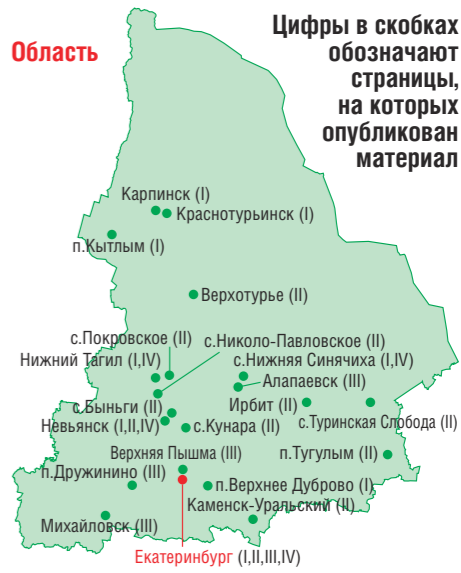 Область
Цифры в скобках
обозначают
страницы,
на которых
опубликован
материал
Карпинск (I)
Краснотурьинск (I)
п.Кытлым (I)
Верхотурье (II)
с.Покровское (II)
с.Николо-Павловское (II)
Нижний Тагил (I,IV)
с.Нижняя Синячиха (I,IV)
Алапаевск (III)
с.Быньги (II)
Ирбит (II)
с.Туринская Слобода (II)
Невьянск (I,II,IV)
с.Кунара (II)
Верхняя Пышма (III)
п.Тугулым (II)
п.Дружинино (III)
п.Верхнее Дуброво (I)
Каменск-Уральский (II)
Михайловск (III)
Екатеринбург (I,II,III,IV)